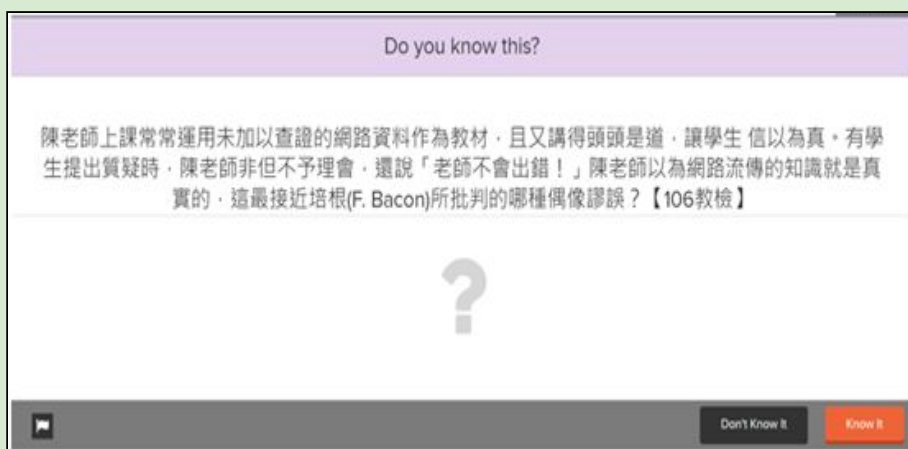 Do you know this?
陳老師上課常常運用未加以查證的網路資料作為教材，且又講得頭頭是道，讓學生 信以為真。有學
生提出質疑時，陳老師非但不予理會，還說「老師不會出錯！」陳老師以為網路流傳的知識就是真
實的，這最接近培根(F. Bacon)所批判的哪種偶像謬誤？【106教檢】
?
Don't Know It
Know It